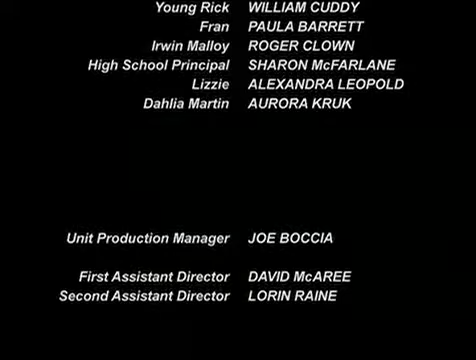 Young Rick WILLIAM CUDDY
Fran PAULA BARRETT
Irwin Malloy ROGER CLOWN
High School Principal SHARON McFARLANE
Lizzie ALEXANDRA LEOPOLD
Dahlia Martin AURORA KRUK
Unit Production Manager JOE BOCCIA
First Assistant Director DAVID McAREE
Second Assistant Director LORIN RAINE